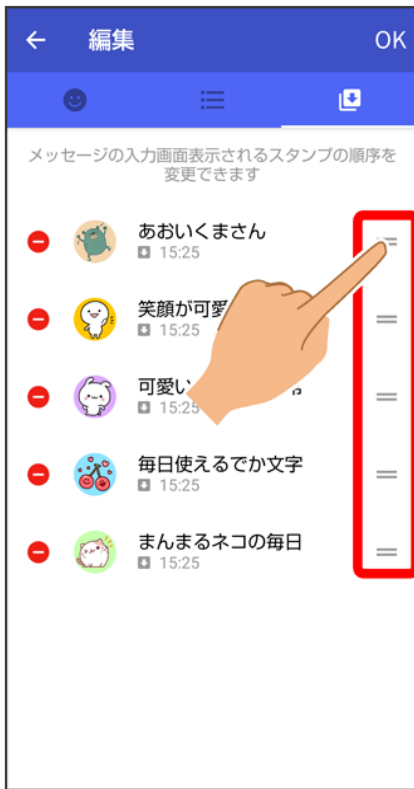 編集
OK
メッセージの入力画面表示されるスタンプの順序を
変更できます
あおいくまさん
15:25
笑顔が可愛
15:25
可愛い
15:25
毎日使えるでか文字
15:25
まんまるネコの毎日
15:25